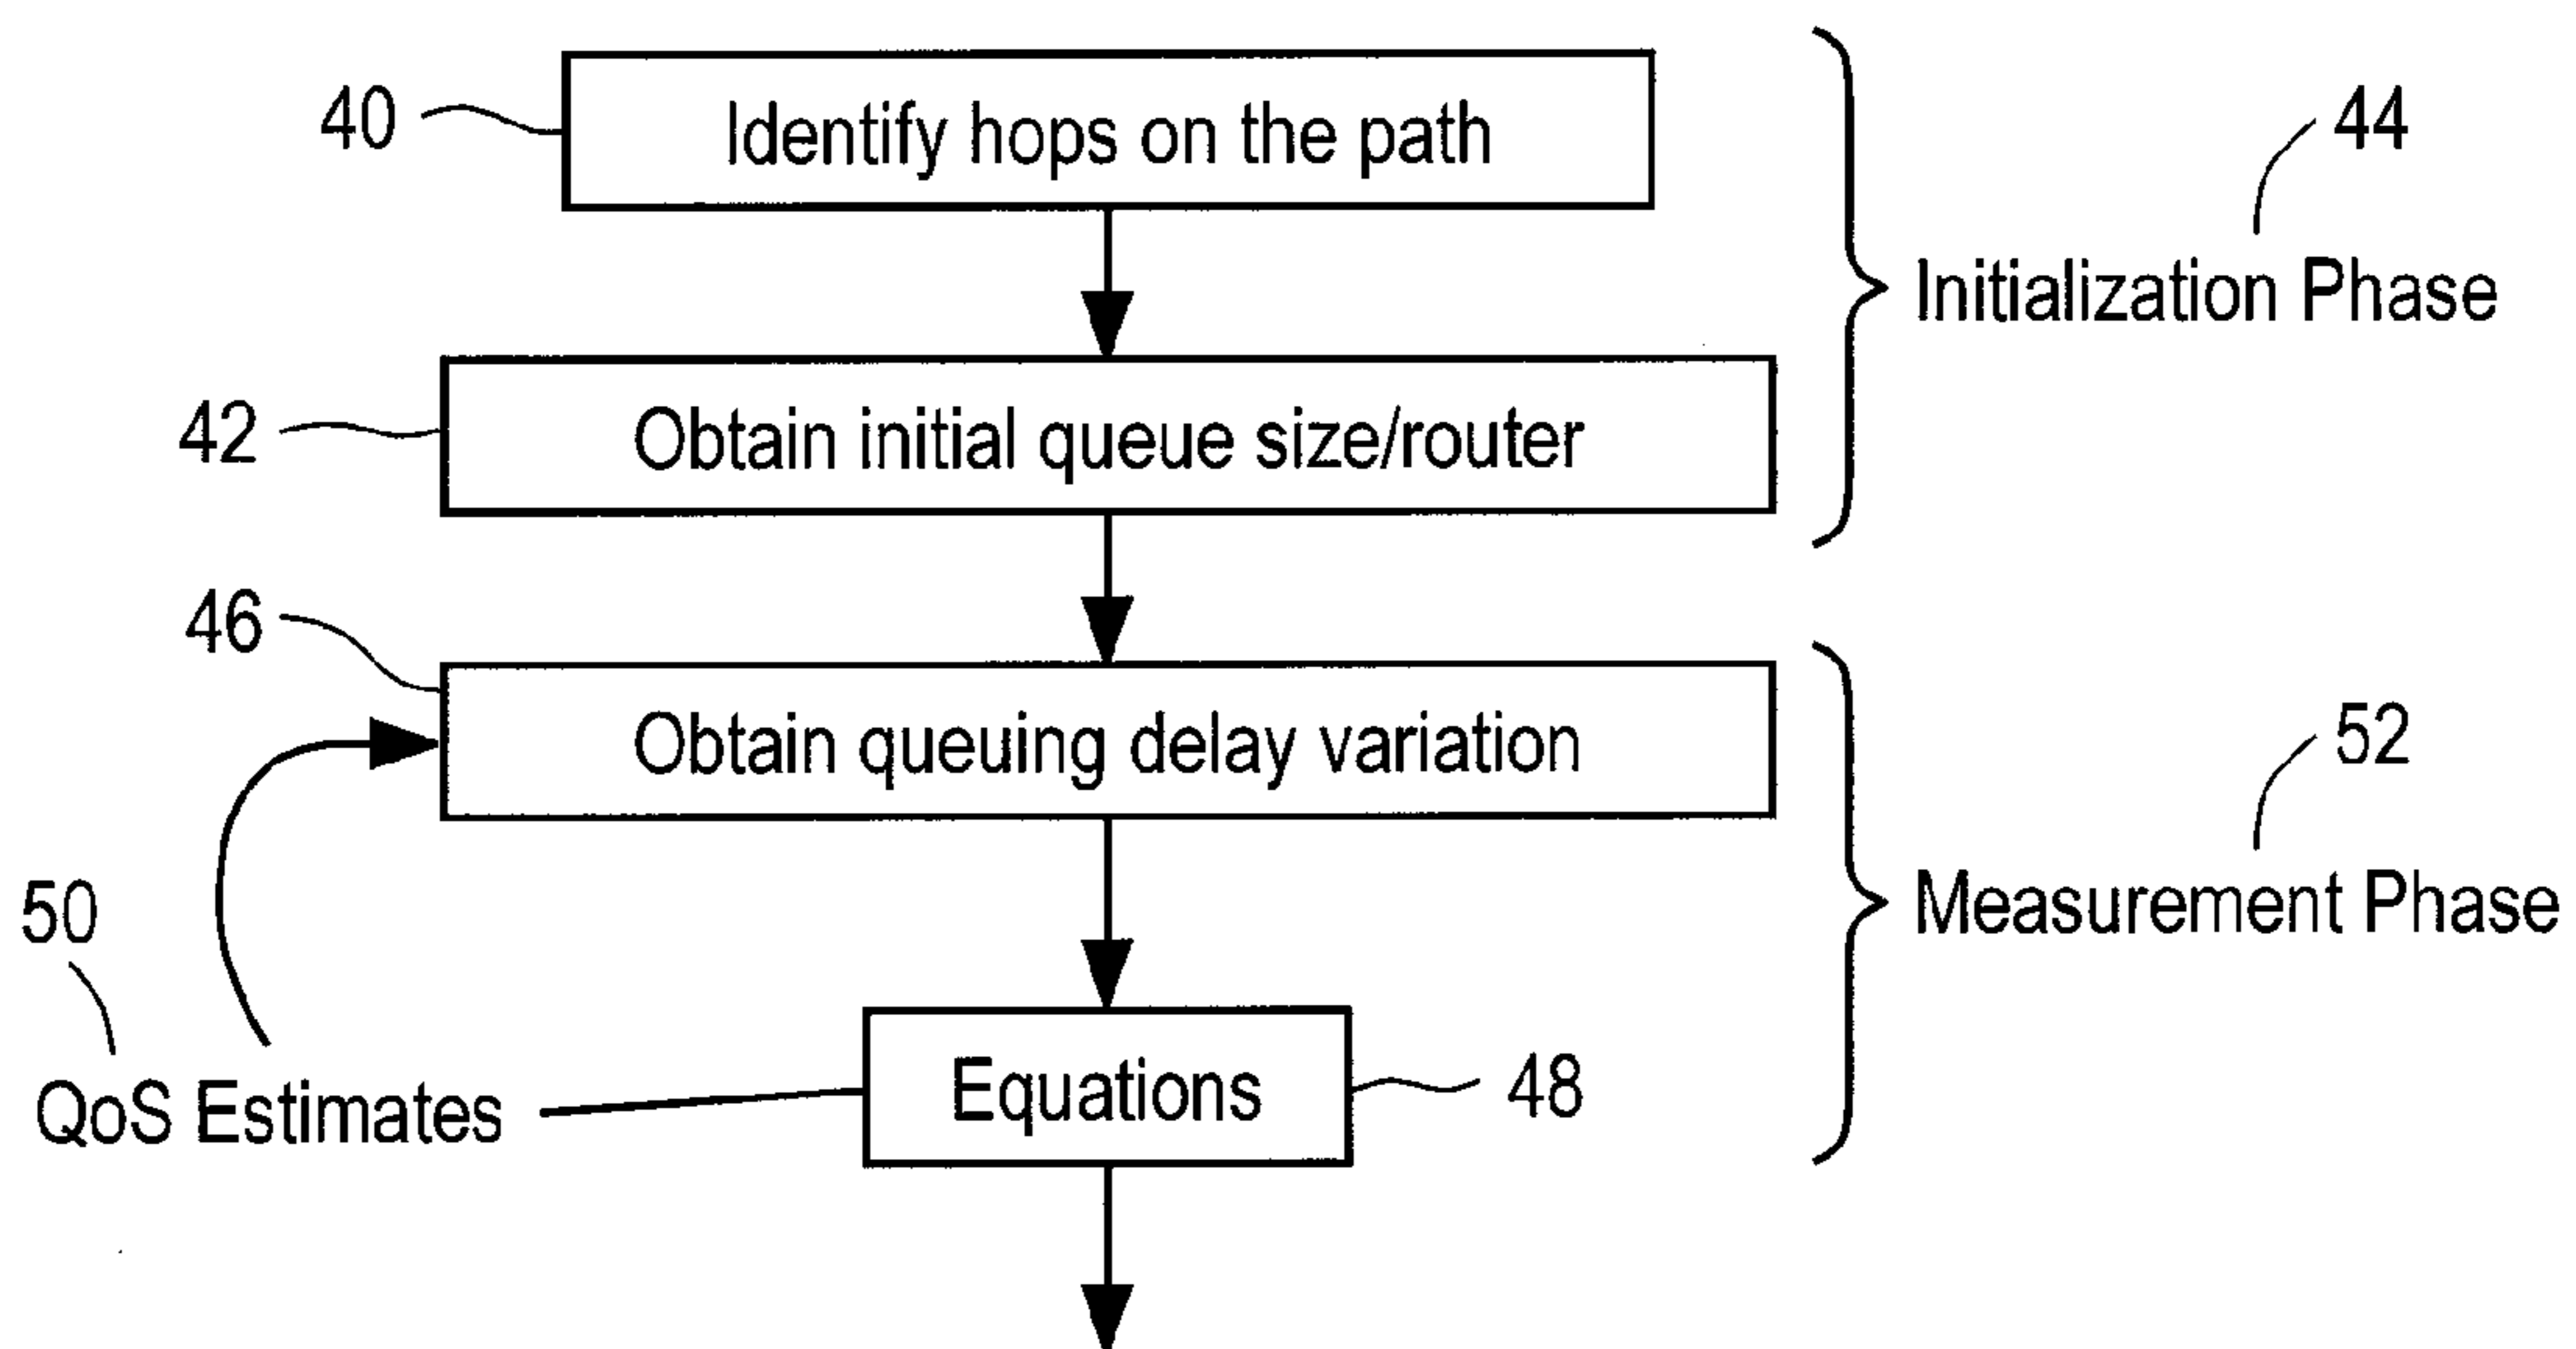 40
Identify hops on the path
44
Initialization Phase
42
Obtain initial queue size/router
46
Obtain queuing delay variation
52
Measurement Phase
50
QoS Estimates
Equations
48